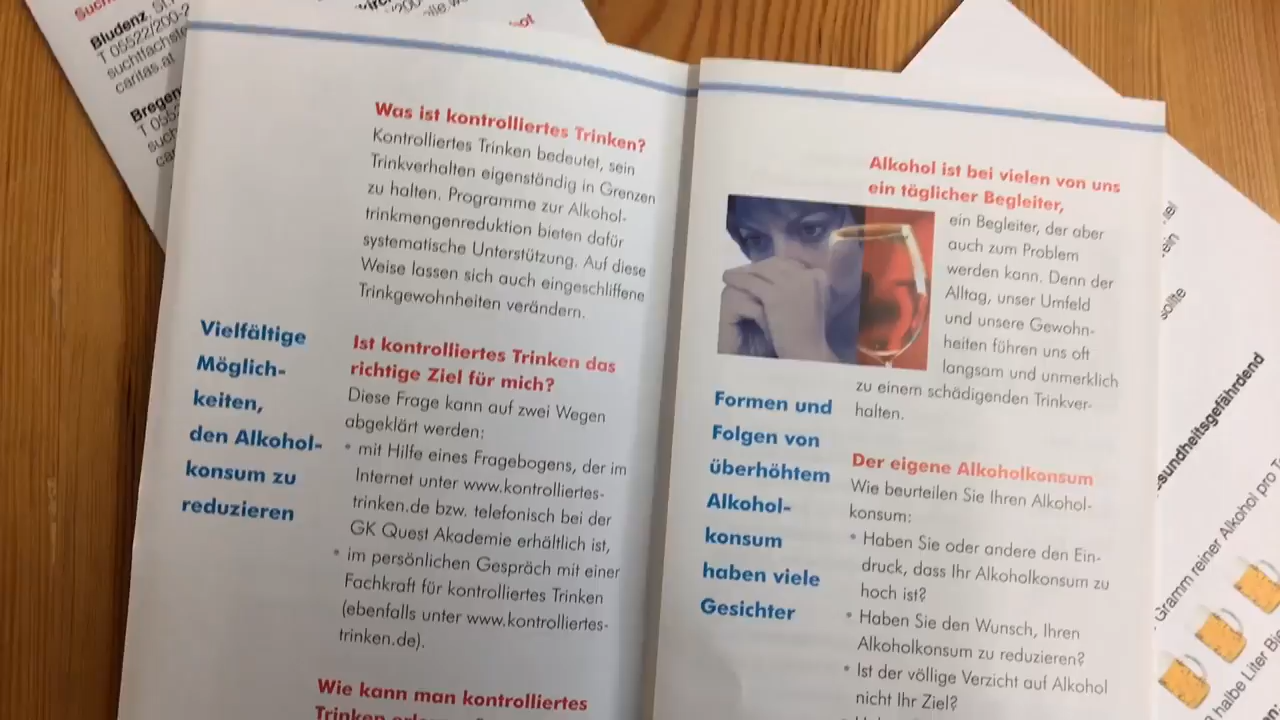 Bludenz
T 05522/200-
caritas.at
Bregen
Was ist kontrolliertes Trinken?
Kontrolliertes Trinken bedeutet, sein
Trinkverhalten eigenständig in Grenzen
zu halten. Programme zur Alkohol-
trinkmengenreduktion bieten dafür
systematische Unterstützung. Auf diese
Weise lassen sich auch eingeschliffene
Trinkgewohnheiten verändern.
Vielfältige
Möglich-
keiten,
den Alkohol-
konsum zu
reduzieren
Ist kontrolliertes Trinken das
richtige Ziel für mich?
Diese Frage kann auf zwei Wegen
abgeklärt werden:
• mit Hilfe eines Fragebogens, der im
Internet unter www.kontrolliertes-
trinken.de bzw. telefonisch bei der
GK Quest Akademie erhältlich ist,
• im persönlichen Gespräch mit einer
Fachkraft für kontrolliertes Trinken
(ebenfalls unter www.kontrolliertes-
trinken.de).
Wie kann man kontrolliertes
Trinken
Alkohol ist bei vielen von uns
ein täglicher Begleiter,
ein Begleiter, der aber
auch zum Problem
werden kann. Denn der
Alltag, unser Umfeld
und unsere Gewohn-
heiten führen uns oft
langsam und unmerklich
zu einem schädigenden Trinkver-
halten.
Formen und
Folgen von
überhöhtem
Alkohol-
konsum
haben viele
Gesichter
Der eigene Alkoholkonsum
Wie beurteilen Sie Ihren Alkohol-
konsum:
• Haben Sie oder andere den Ein-
druck, dass Ihr Alkoholkonsum zu
hoch ist?
• Haben Sie den Wunsch, Ihren
Alkoholkonsum zu reduzieren?
• Ist der völlige Verzicht auf Alkohol
nicht Ihr Ziel?
sollte
esundheitsgefährdend
Gramm reiner Alkohol pro T
halbe Liter Bi